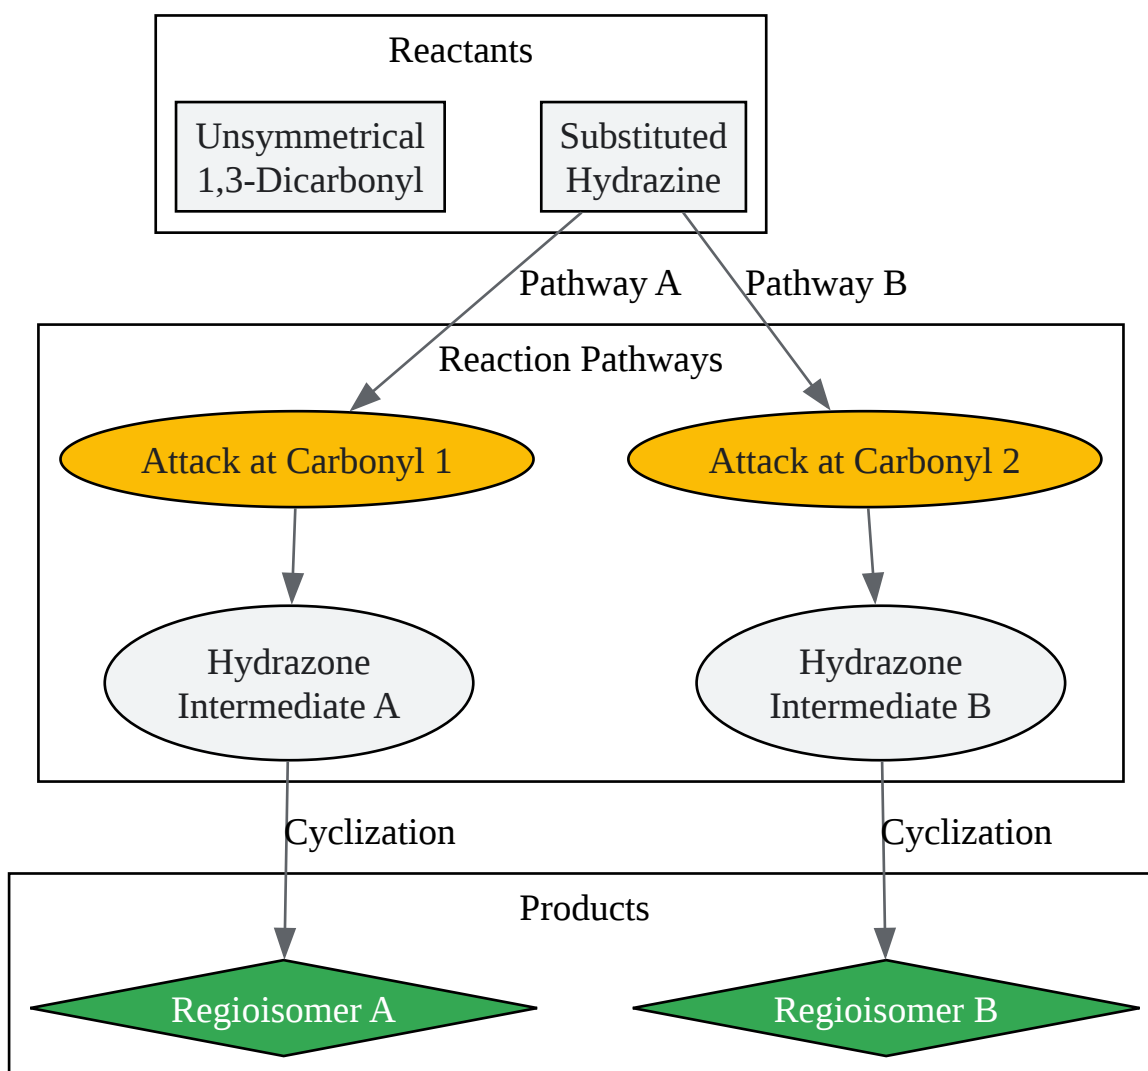 Reactants
Unsymmetrical
1,3-Dicarbonyl
Substituted
Hydrazine
Pathway A
Pathway B
Reaction Pathways
Attack at Carbonyl 1
Attack at Carbonyl 2
Hydrazone
Intermediate A
Hydrazone
Intermediate B
Cyclization
Cyclization
Products
Regioisomer A
Regioisomer B